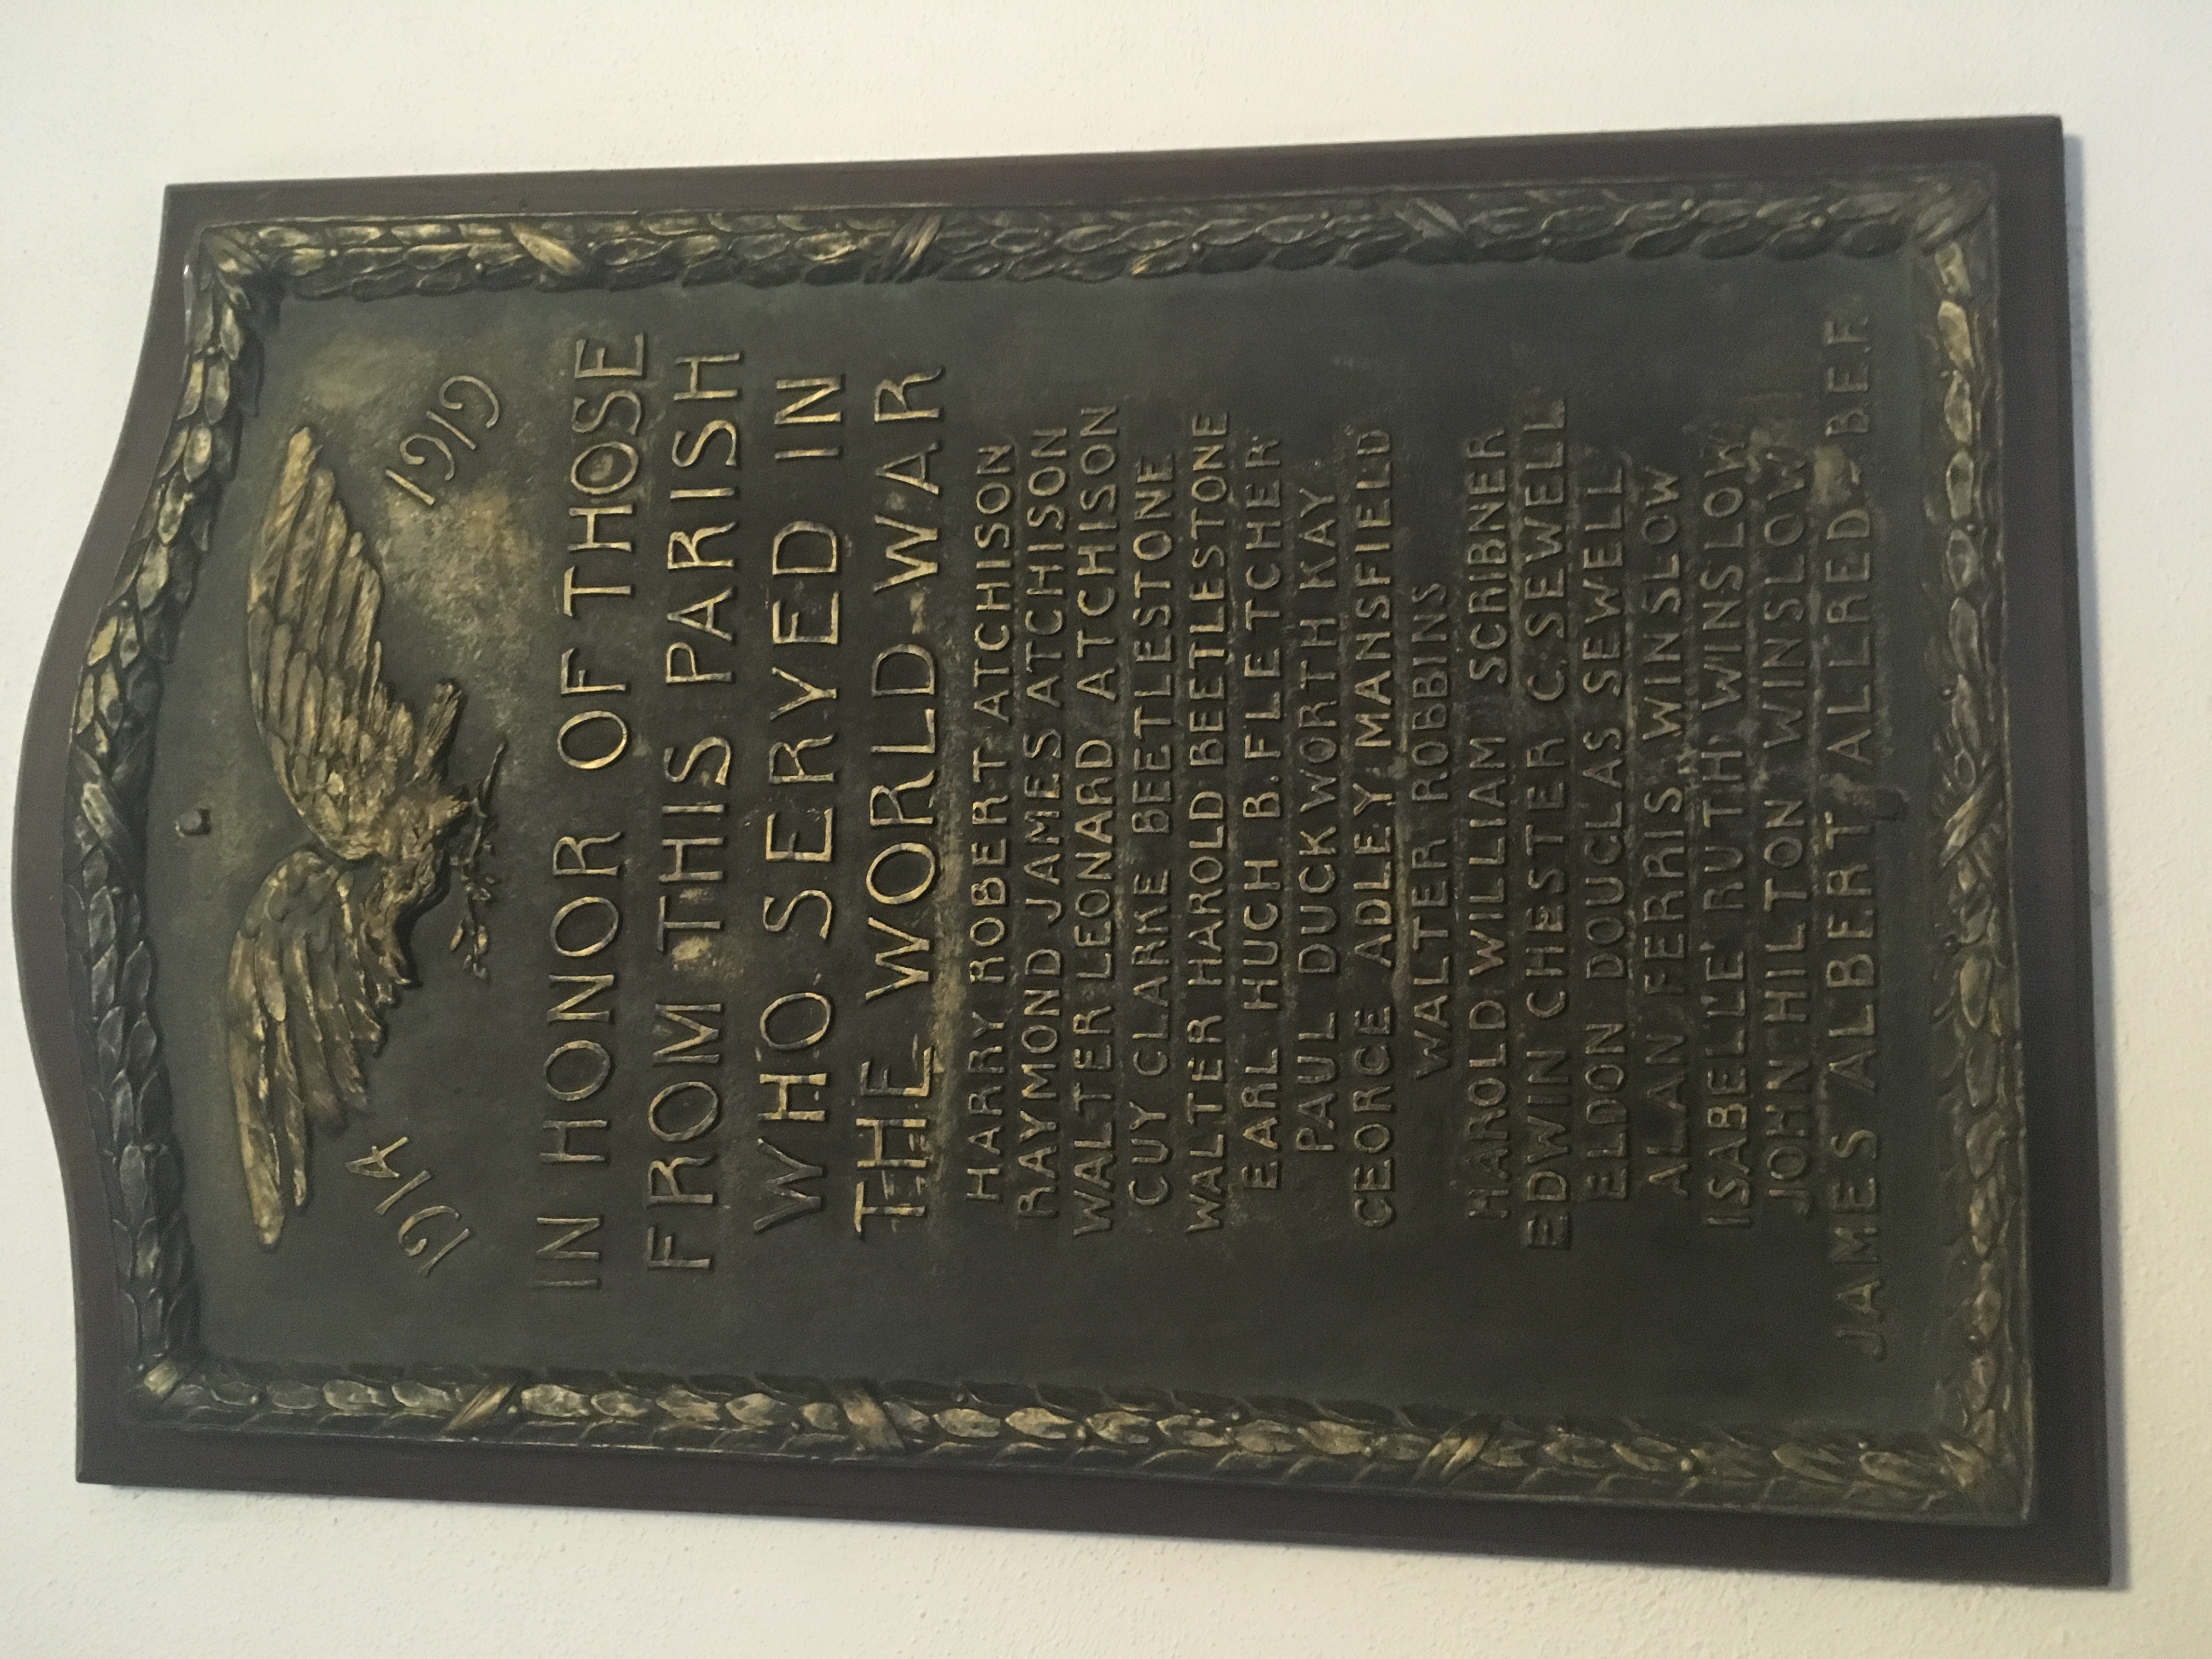 1914 1919
IN HONOR OF THOSE
FROM THIS PARISH
WHO SERVED IN
THE WORLD WAR
HARRY ROBERT ATCHISON
RAYMOND JAMES ATCHISON
WALTER LEONARD ATCHISON
GUY CLARKE BEETLESTONE
WALTER HAROLD BEETLESTONE
EARL HUGH B. FLETCHER
PAUL DUCKWORTH KAY
GEORGE ADLEY MANSFIELD
WALTER ROBBINS
HAROLD WILLIAM SCRIBNER
EDWIN CHESTER C. SEWELL
ELDON DOUGLAS SEWELL
ALAN FERRIS WINSLOW
ISABELLE RUTH WINSLOW
JOHN HILTON WINSLOW
JAMES ALBERT ALLRED - B.E.F.